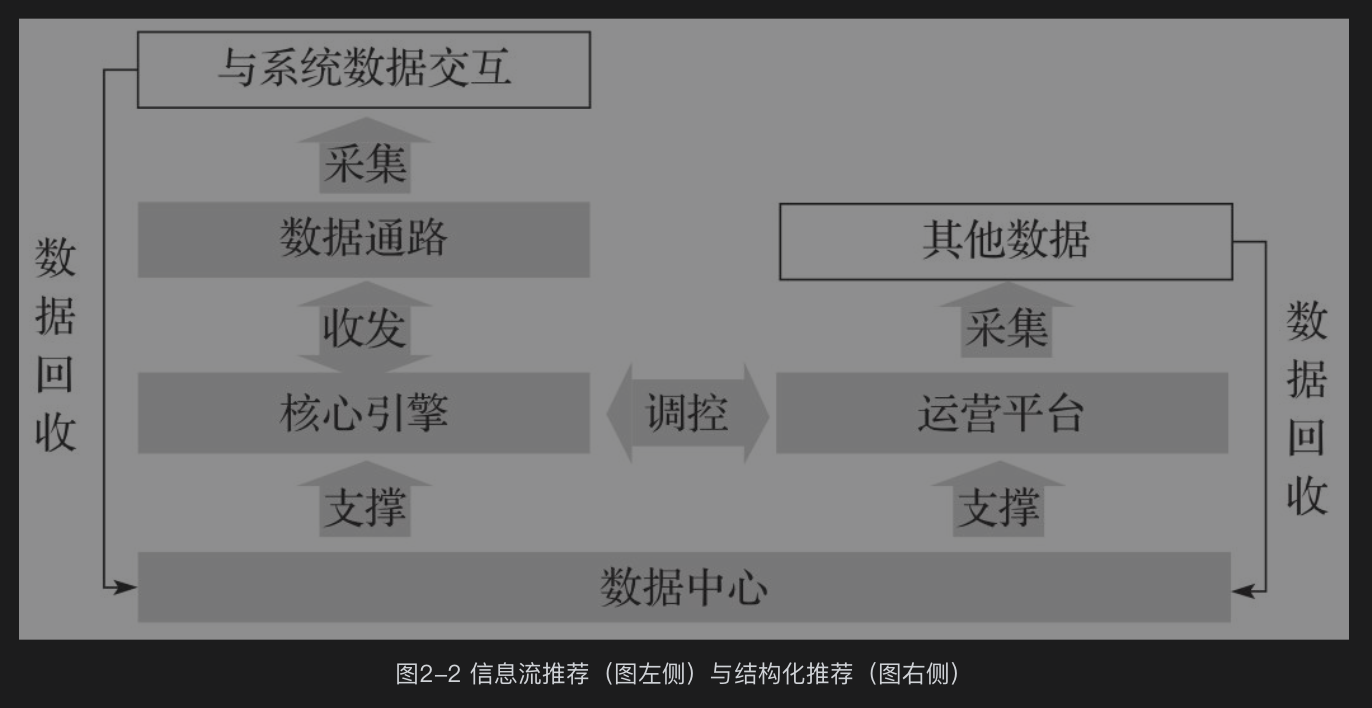 与系统数据交互
采集
数据通路
其他数据
收发
采集
核心引擎
调控
运营平台
支撑
支撑
数据中心
数据回收
数据回收
图2-2 信息流推荐（图左侧）与结构化推荐（图右侧）